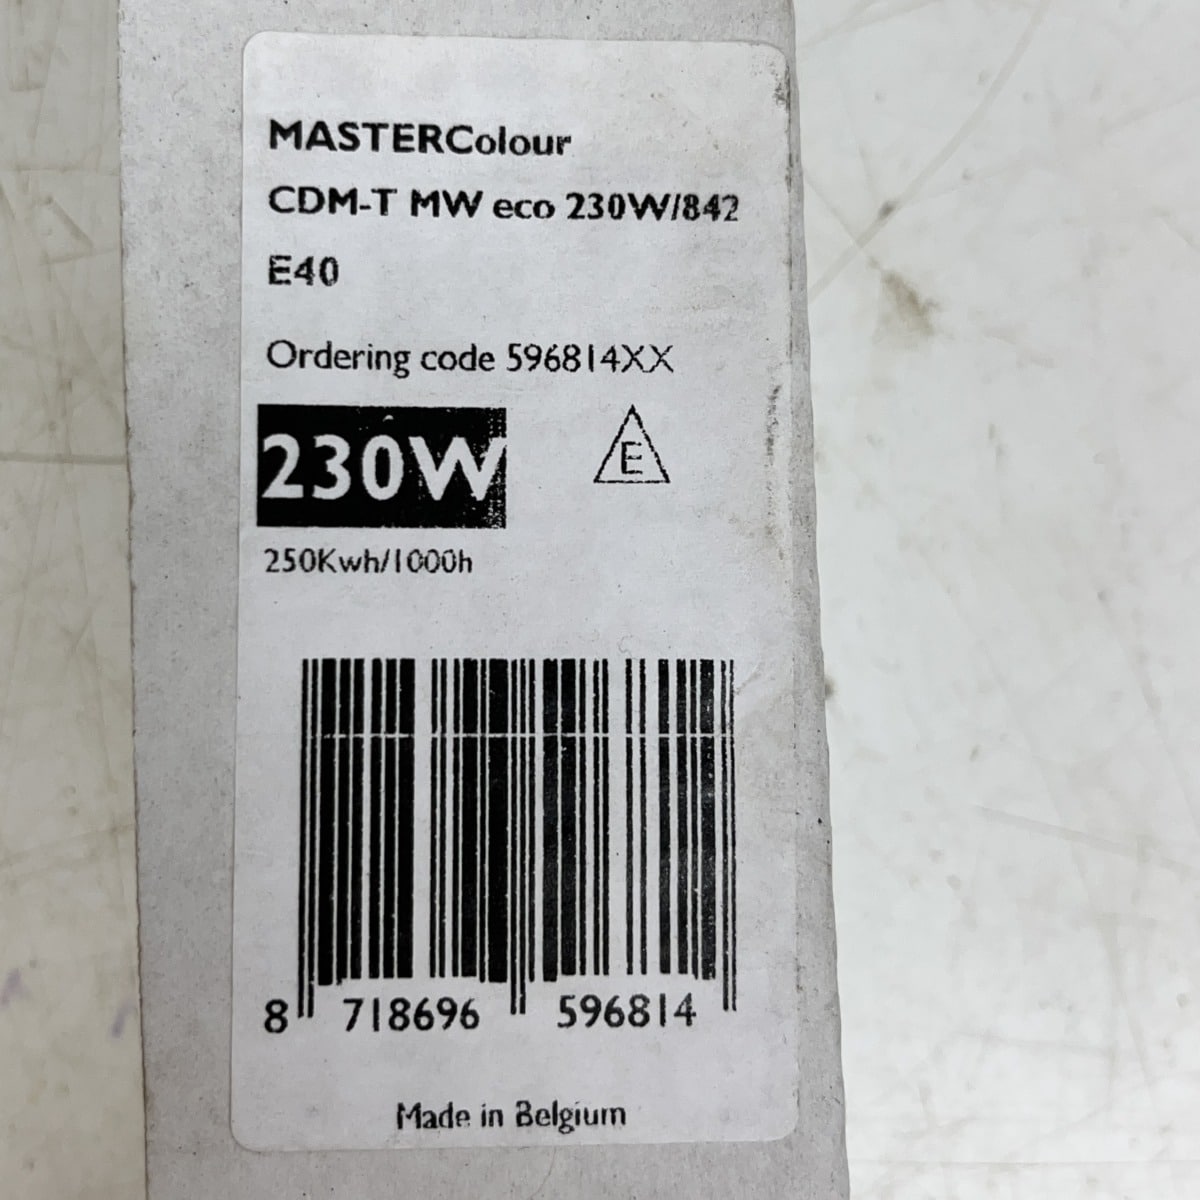 MASTERColour
CDM-T MW eco 230W/842
E40
Ordering code 596814XX
230W
E
250Kwh/1000h
8 718696 596814
Made in Belgium